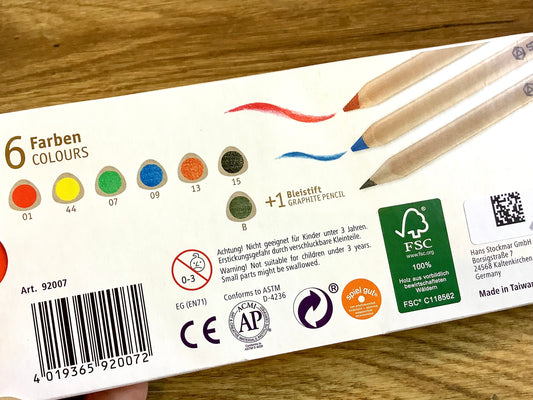 6 Farben
COLOURS
01
44
07
09
13
15
B
+1 Bleistift
GRAPHITE PENCIL
Achtung! Nicht geeignet für Kinder unter 3 Jahren.
Erstickungsgefahr durch verschluckbare Kleinteile.
Warning! Not suitable for children under 3 years.
Small parts might be swallowed.
0-3
Art. 92007
4 019365 920072
EG (EN71)
CE
Conforms to ASTM
D-4236
ACMI
AP
spiel gut
FSC
www.fsc.org
100%
Holz aus vorbildlich
bewirtschafteten
Wäldern
FSC® C118562
Hans Stockmar GmbH
Borsigstraße 7
24568 Kaltenkirchen
Germany
Made in Taiwan